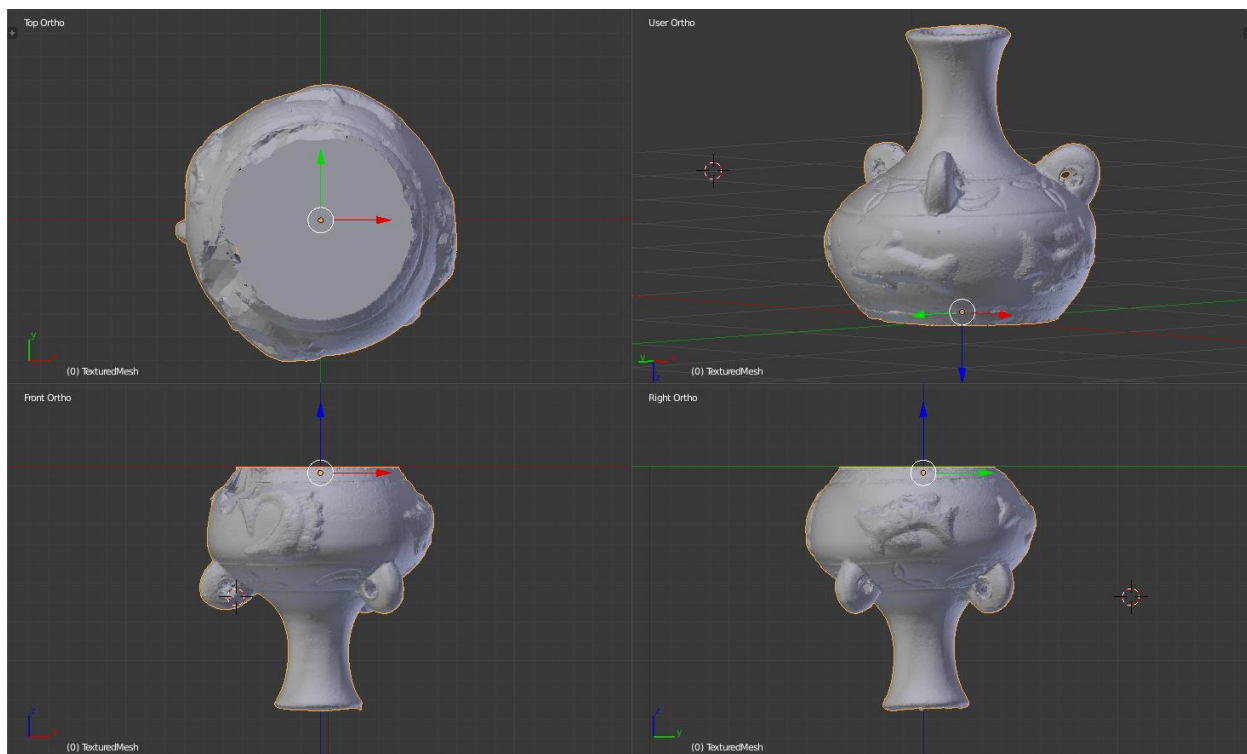 Top Ortho
User Ortho
y
x
(0) TexturedMesh
y
x
z
(0) TexturedMesh
Front Ortho
Right Ortho
z
x
(0) TexturedMesh
z
y
(0) TexturedMesh